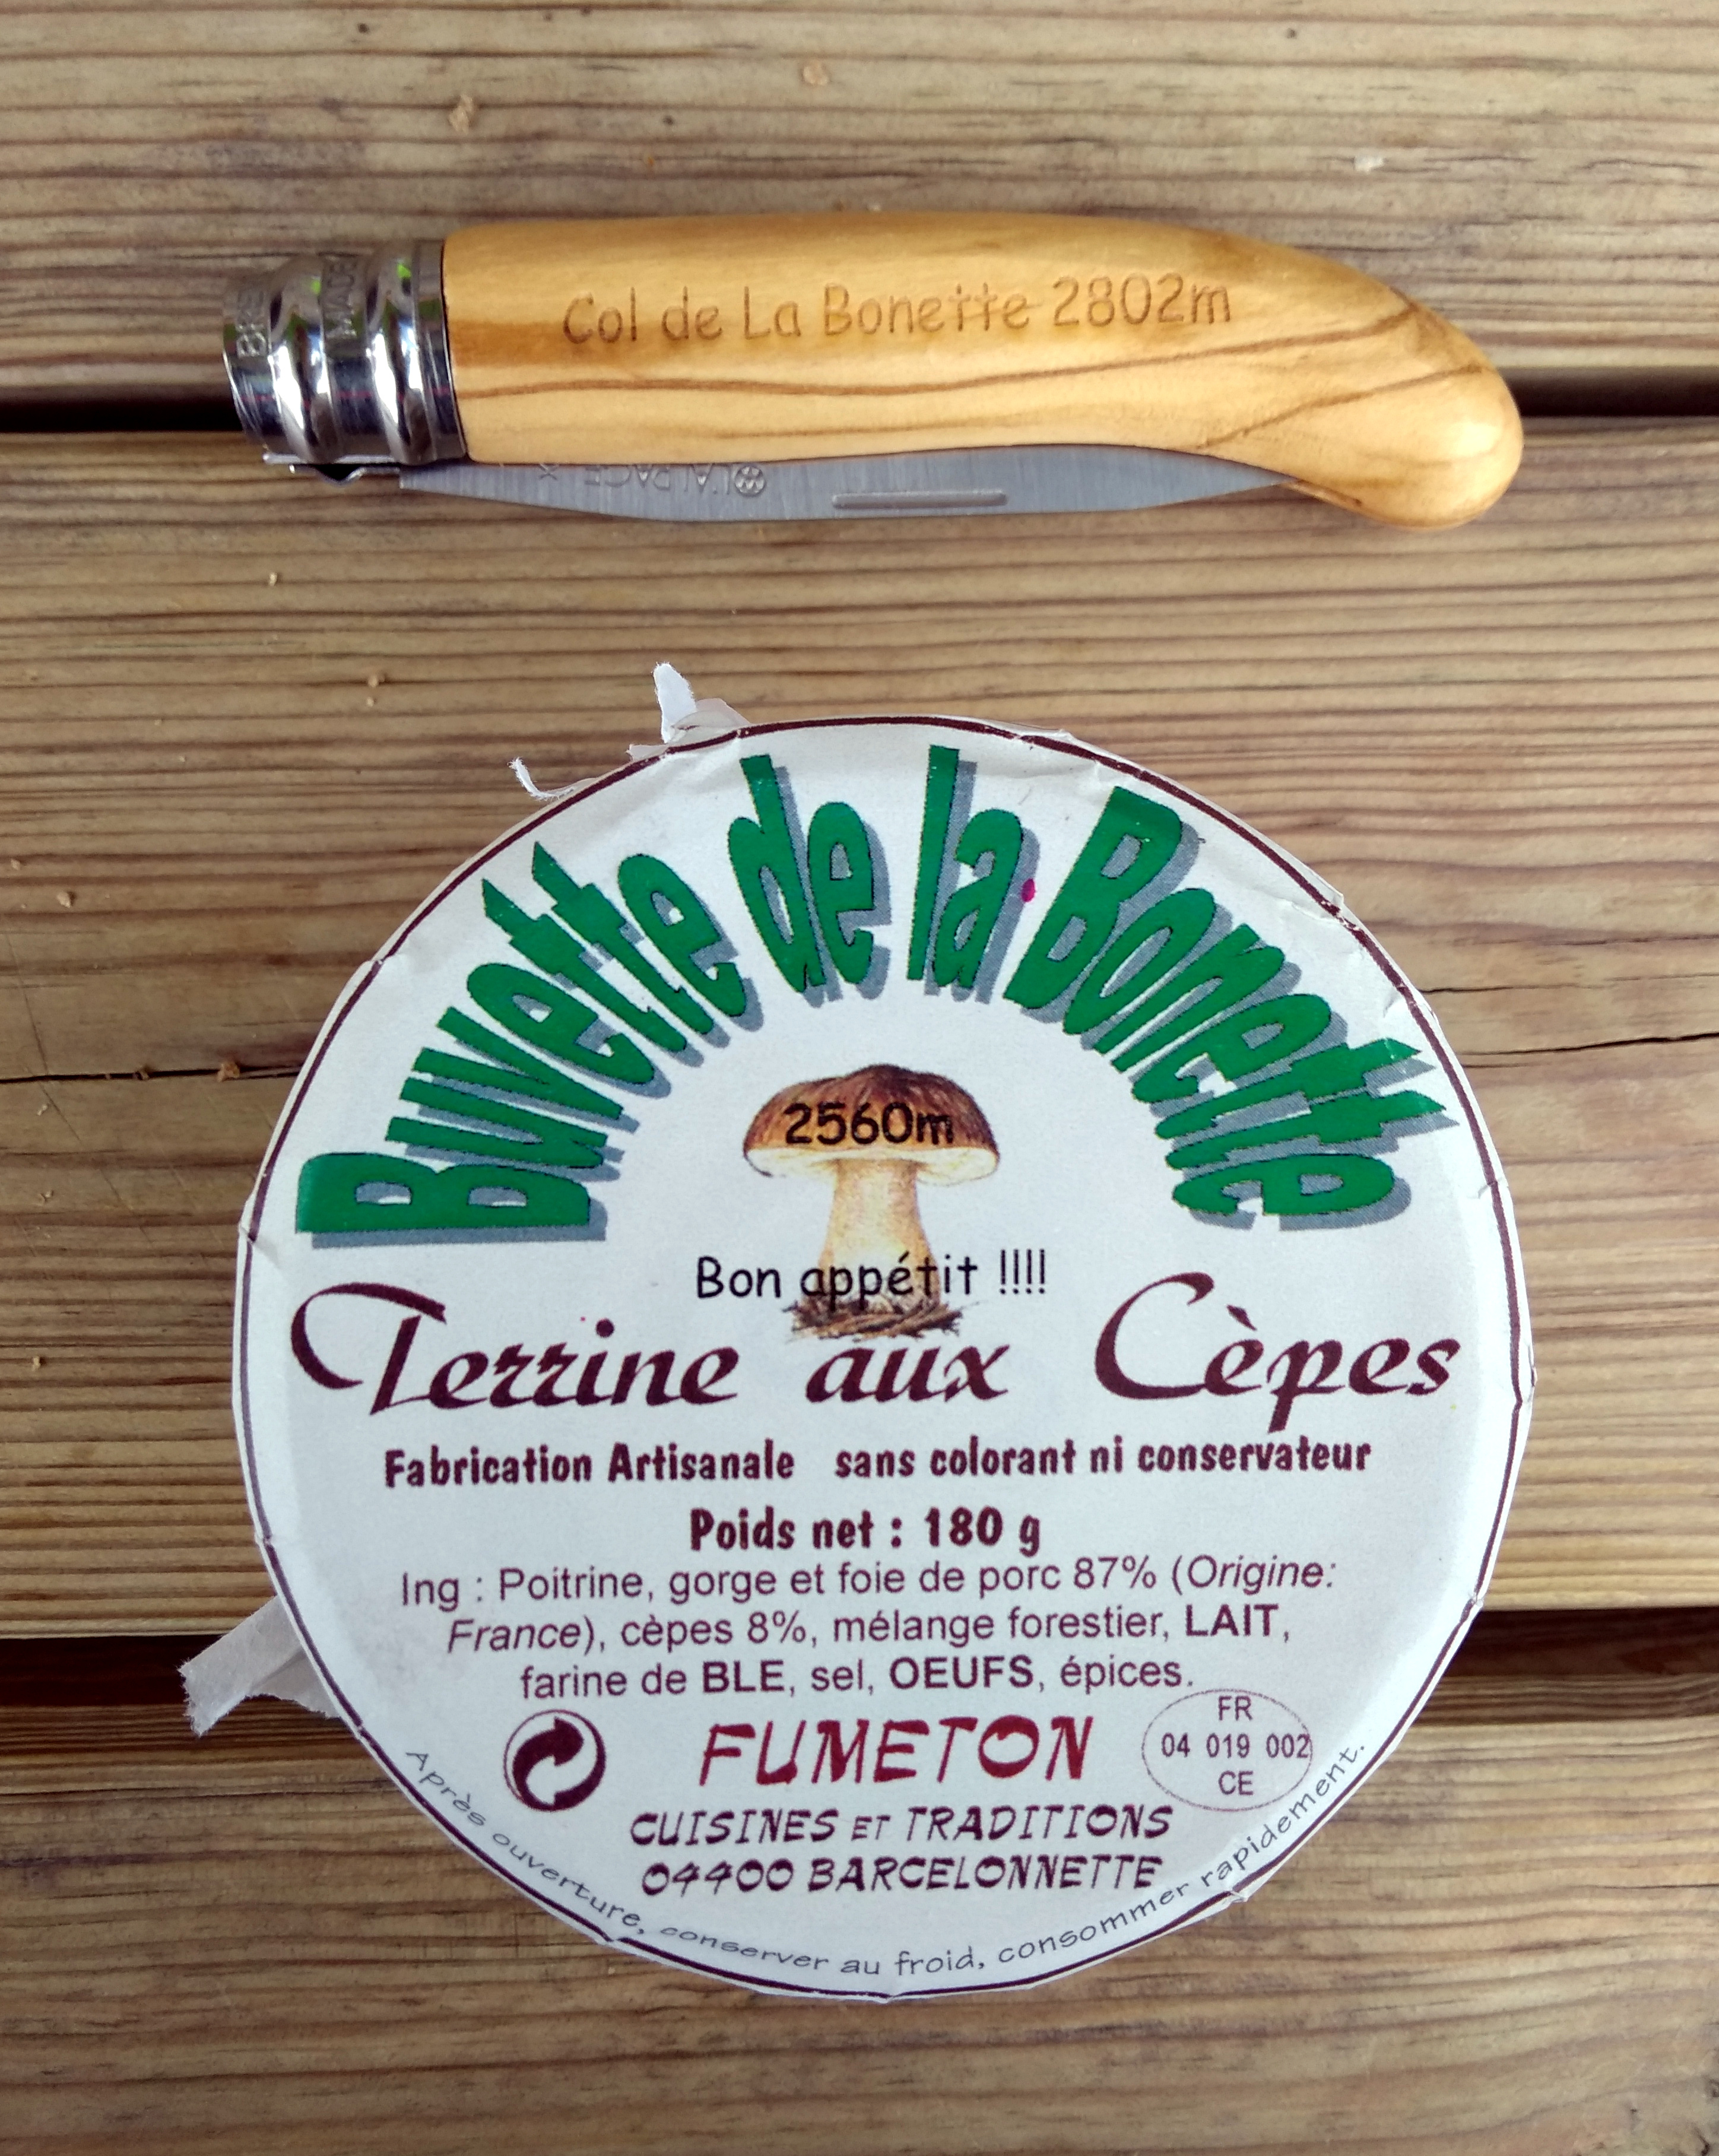 Col de La Bonette 2802m
L'ALPAGE
Buvette de la Bonette
2560m
Bon appétit !!!!
Terrine aux Cèpes
Fabrication Artisanale sans colorant ni conservateur
Poids net : 180 g
Ing : Poitrine, gorge et foie de porc 87% (Origine:
France), cèpes 8%, mélange forestier, LAIT,
farine de BLE, sel, OEUFS, épices.
FUMETON
FR
04 019 002
CE
CUISINES ET TRADITIONS
04400 BARCELONNETTE
Après ouverture, conserver au froid, consommer rapidement.